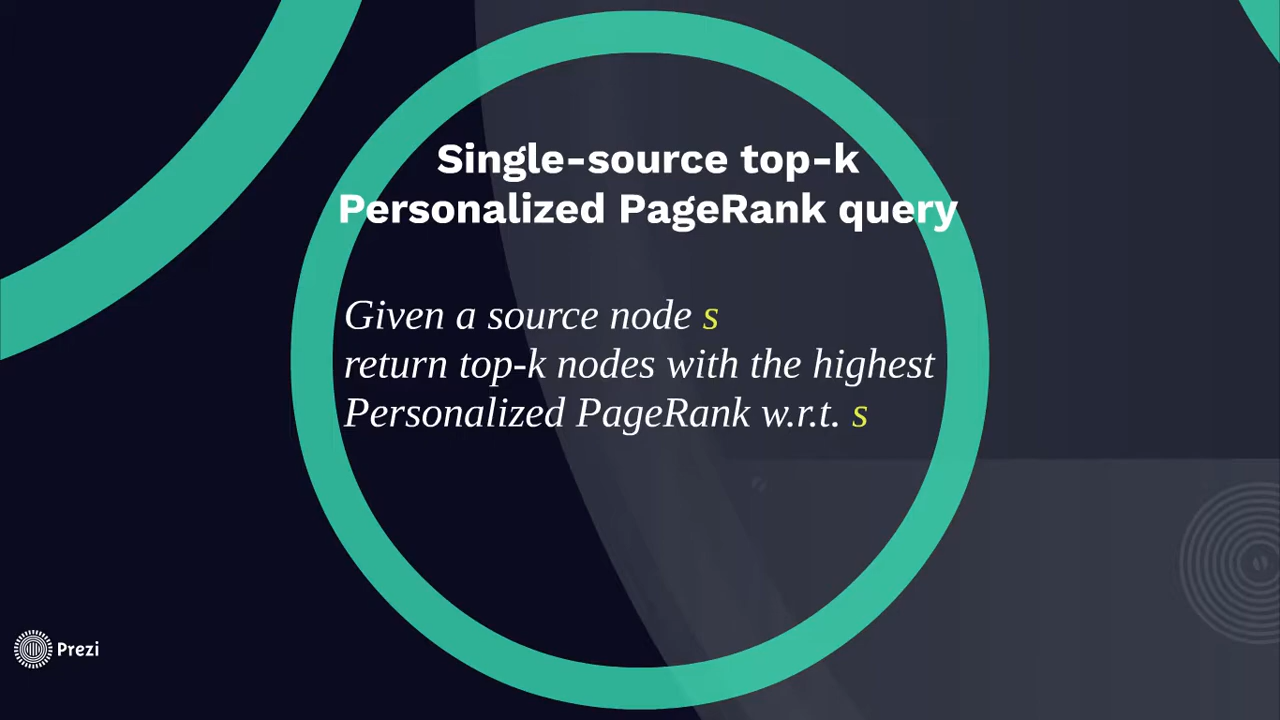 Single-source top-k
Personalized PageRank query
Given a source node s
return top-k nodes with the highest
Personalized PageRank w.r.t. s
Prezi